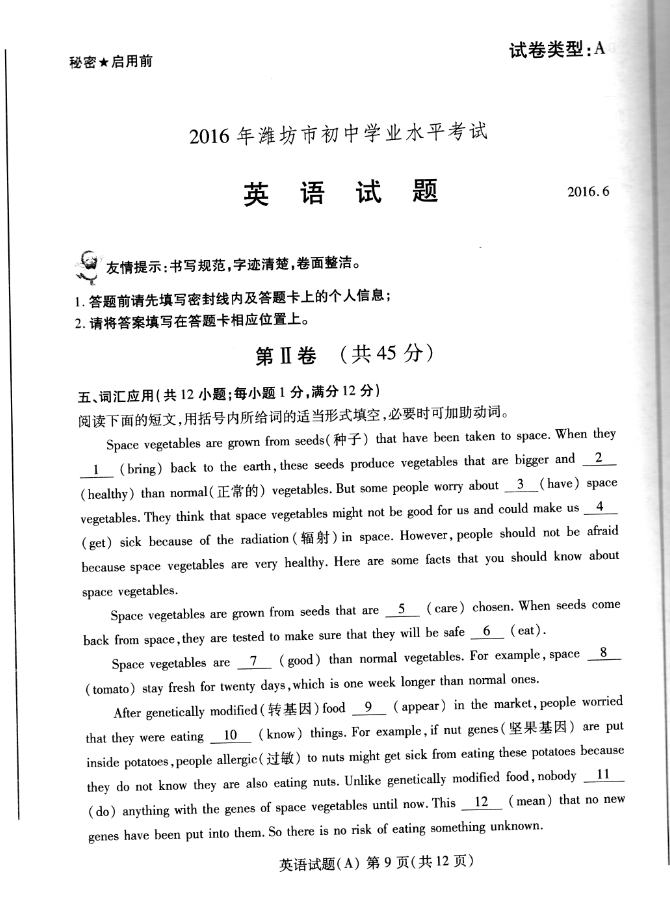 秘密★启用前
试卷类型:A
2016年潍坊市初中学业水平考试
英 语 试 题
2016.6
友情提示:书写规范,字迹清楚,卷面整洁。
1. 答题前请先填写密封线内及答题卡上的个人信息;
2. 请将答案填写在答题卡相应位置上。
第Ⅱ卷 (共45分)
五、词汇应用(共12小题;每小题1分,满分12分)
阅读下面的短文,用括号内所给词的适当形式填空,必要时可加助动词。
Space vegetables are grown from seeds(种子) that have been taken to space. When they
1 (bring) back to the earth, these seeds produce vegetables that are bigger and 2
(healthy) than normal(正常的) vegetables. But some people worry about 3 (have) space
vegetables. They think that space vegetables might not be good for us and could make us 4
(get) sick because of the radiation(辐射) in space. However, people should not be afraid
because space vegetables are very healthy. Here are some facts that you should know about
space vegetables.
Space vegetables are grown from seeds that are 5 (care) chosen. When seeds come
back from space, they are tested to make sure that they will be safe 6 (eat).
Space vegetables are 7 (good) than normal vegetables. For example, space 8
(tomato) stay fresh for twenty days, which is one week longer than normal ones.
After genetically modified(转基因) food 9 (appear) in the market, people worried
that they were eating 10 (know) things. For example, if nut genes(坚果基因) are put
inside potatoes, people allergic(过敏) to nuts might get sick from eating these potatoes because
they do not know they are also eating nuts. Unlike genetically modified food, nobody 11
(do) anything with the genes of space vegetables until now. This 12 (mean) that no new
genes have been put into them. So there is no risk of eating something unknown.
英语试题(A) 第9页(共12页)